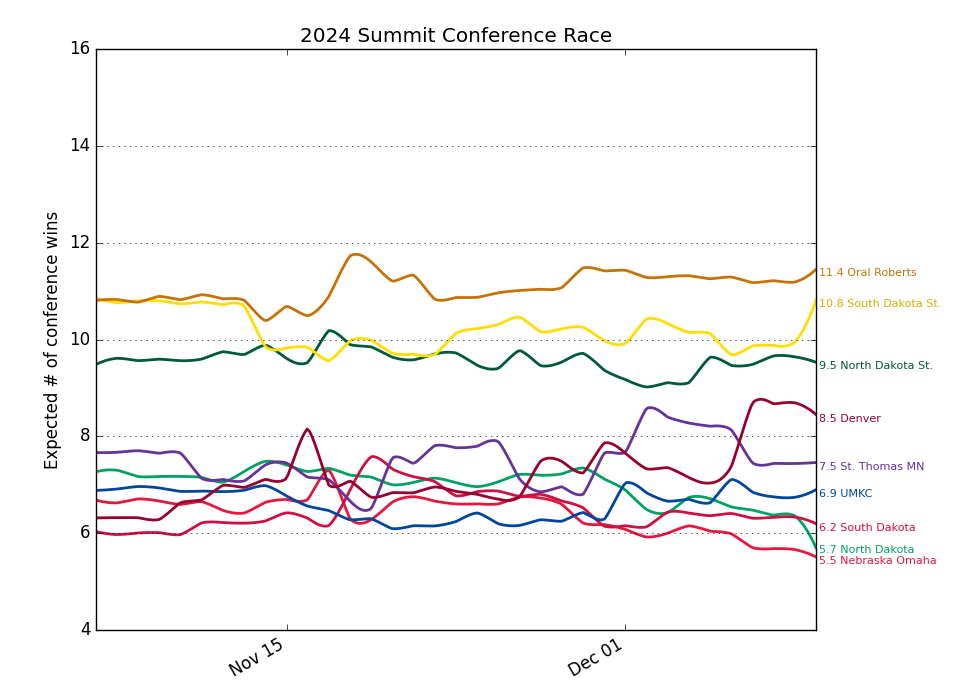 2024 Summit Conference Race
Expected # of conference wins
16
14
12
10
8
6
4
Nov 15
Dec 01
11.4 Oral Roberts
10.8 South Dakota St.
9.5 North Dakota St.
8.5 Denver
7.5 St. Thomas MN
6.9 UMKC
6.2 South Dakota
5.7 North Dakota
5.5 Nebraska Omaha